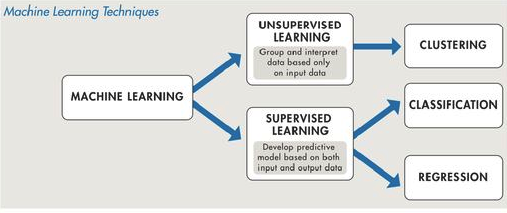 Machine Learning Techniques
MACHINE LEARNING
UNSUPERVISED
LEARNING
Group and interpret
data based only
on input data
CLUSTERING
SUPERVISED
LEARNING
Develop predictive
model based on both
input and output data
CLASSIFICATION
REGRESSION